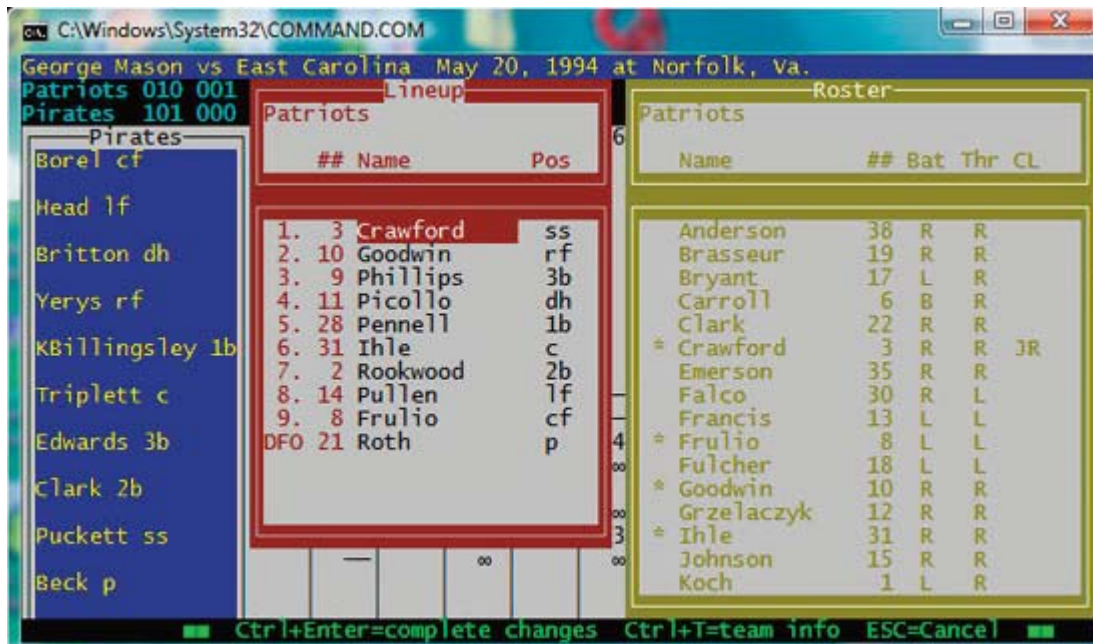 C:\Windows\System32\COMMAND.COM
George Mason vs East Carolina May 20, 1994 at Norfolk, Va.
Patriots 010 001
Pirates 101 000
Pirates
Borel cf
Head lf
Britton dh
Yerys rf
KBillingsley 1b
Triplett c
Edwards 3b
Clark 2b
Puckett ss
Beck p
Lineup
Patriots
## Name Pos
1. 3 Crawford ss
2. 10 Goodwin rf
3. 9 Phillips 3b
4. 11 Picollo dh
5. 28 Pennell 1b
6. 31 Ihle c
7. 2 Rookwood 2b
8. 14 Pullen lf
9. 8 Frulio cf
DFO 21 Roth p
6
4
∞
∞
3
∞ ∞
Roster
Patriots
Name ## Bat Thr CL
Anderson 38 R R
Brasseur 19 R R
Bryant 17 L R
Carroll 6 B R
Clark 22 R R
* Crawford 3 R R JR
Emerson 35 R R
Falco 30 R L
Francis 13 L L
* Frulio 8 L L
Fulcher 18 L L
* Goodwin 10 R R
Grzelaczyk 12 R R
* Ihle 31 R R
Johnson 15 R R
Koch 1 L R
Ctrl+Enter=complete changes Ctrl+T=team info ESC=Cancel